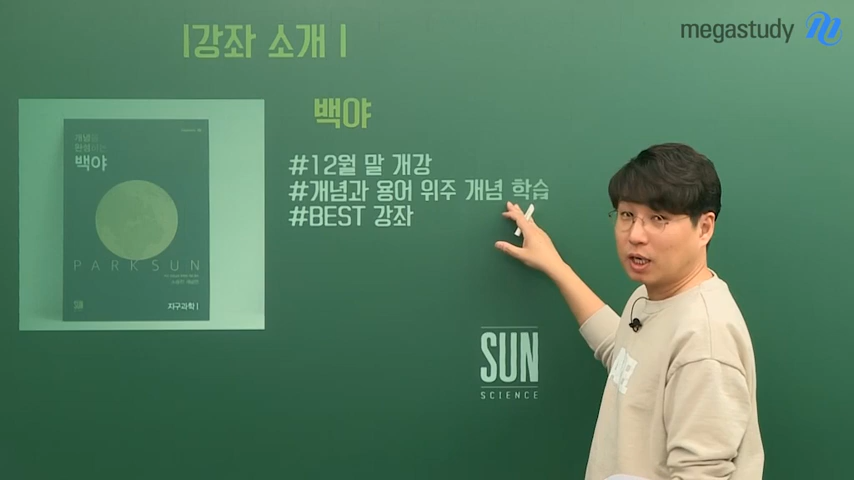 |강좌 소개|
megastudy
백야
#12월 말 개강
#개념과 용어 위주 개념 학습
#BEST 강좌
백야
PARKSUN
지구과학 I
SUN
SCIENCE